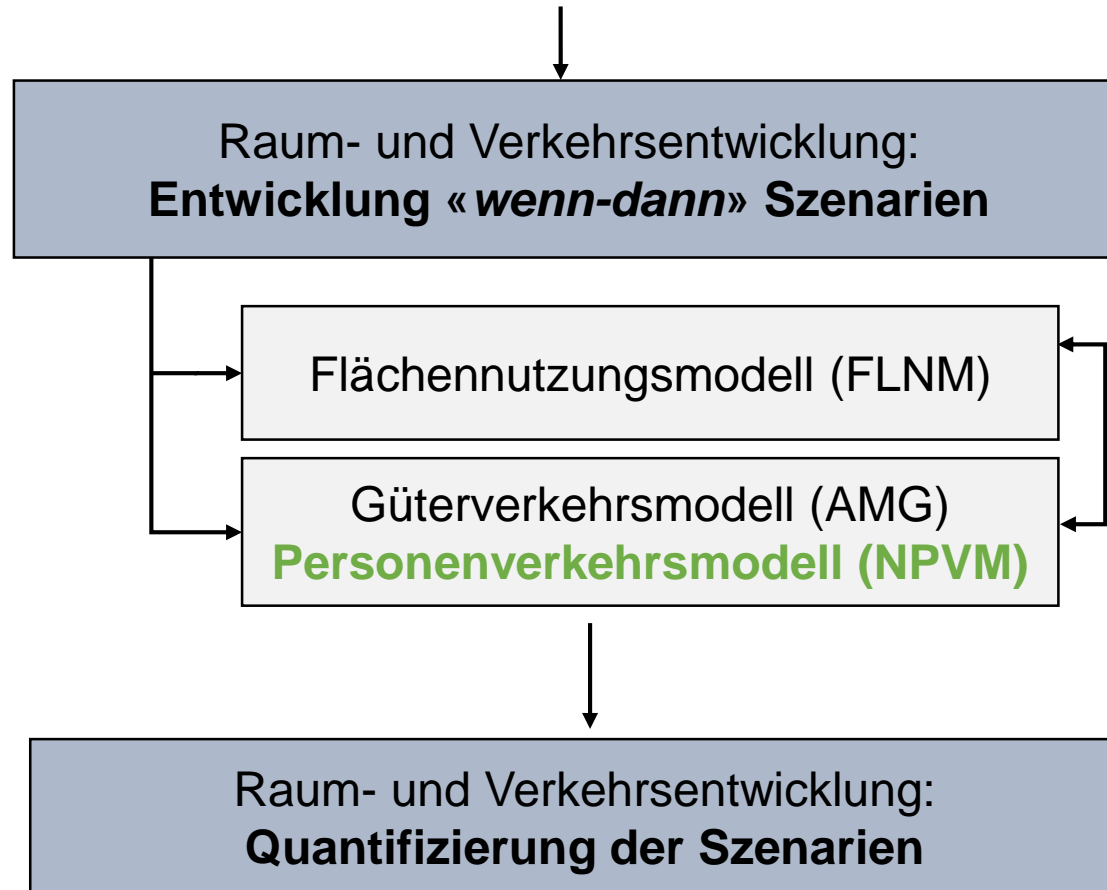 Raum- und Verkehrsentwicklung:
Entwicklung «wenn-dann» Szenarien
Flächennutzungsmodell (FLNM)
Güterverkehrsmodell (AMG)
Personenverkehrsmodell (NPVM)
Raum- und Verkehrsentwicklung:
Quantifizierung der Szenarien